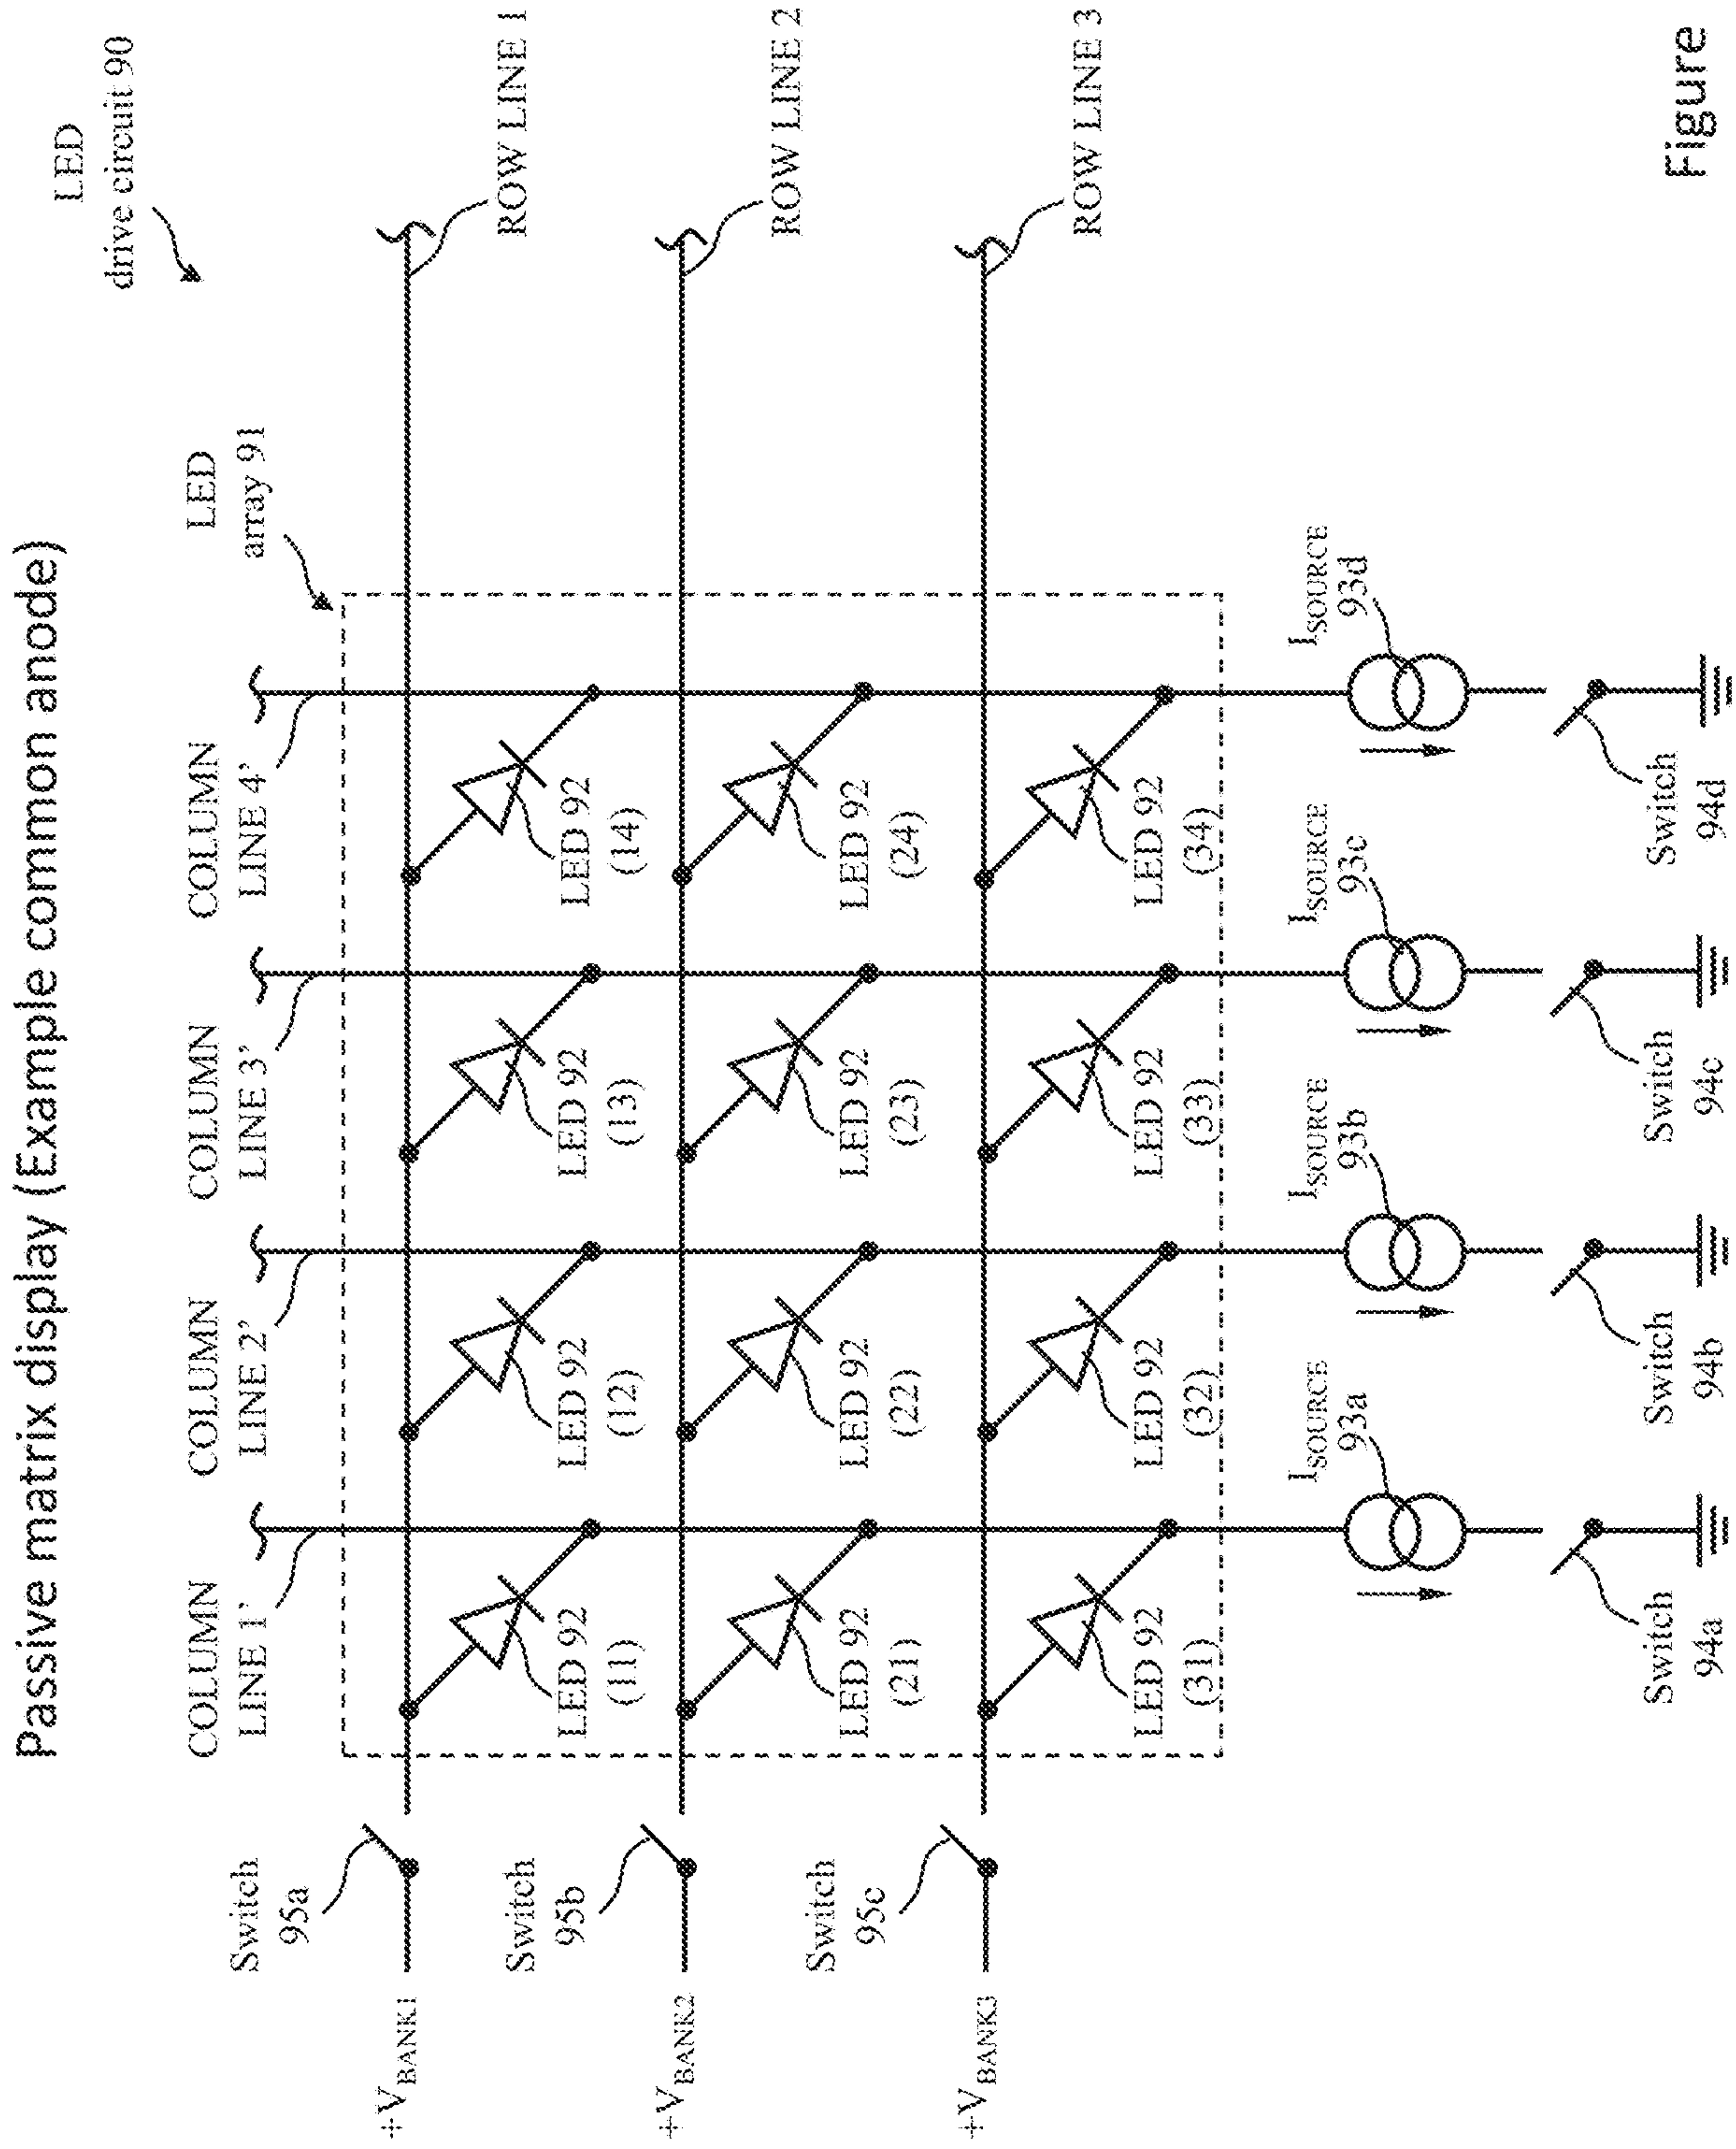 Passive matrix display (Example common anode)
LED
drive circuit 90
LED
array 91
COLUMN
LINE 1'
COLUMN
LINE 2'
COLUMN
LINE 3'
COLUMN
LINE 4'
Switch
95a
+VBANK1
ROW LINE 1
LED 92
(11)
LED 92
(12)
LED 92
(13)
LED 92
(14)
Switch
95b
+VBANK2
ROW LINE 2
LED 92
(21)
LED 92
(22)
LED 92
(23)
LED 92
(24)
Switch
95c
+VBANK3
ROW LINE 3
LED 92
(31)
LED 92
(32)
LED 92
(33)
LED 92
(34)
ISOURCE
93a
ISOURCE
93b
ISOURCE
93c
ISOURCE
93d
Switch
94a
Switch
94b
Switch
94c
Switch
94d
Figure